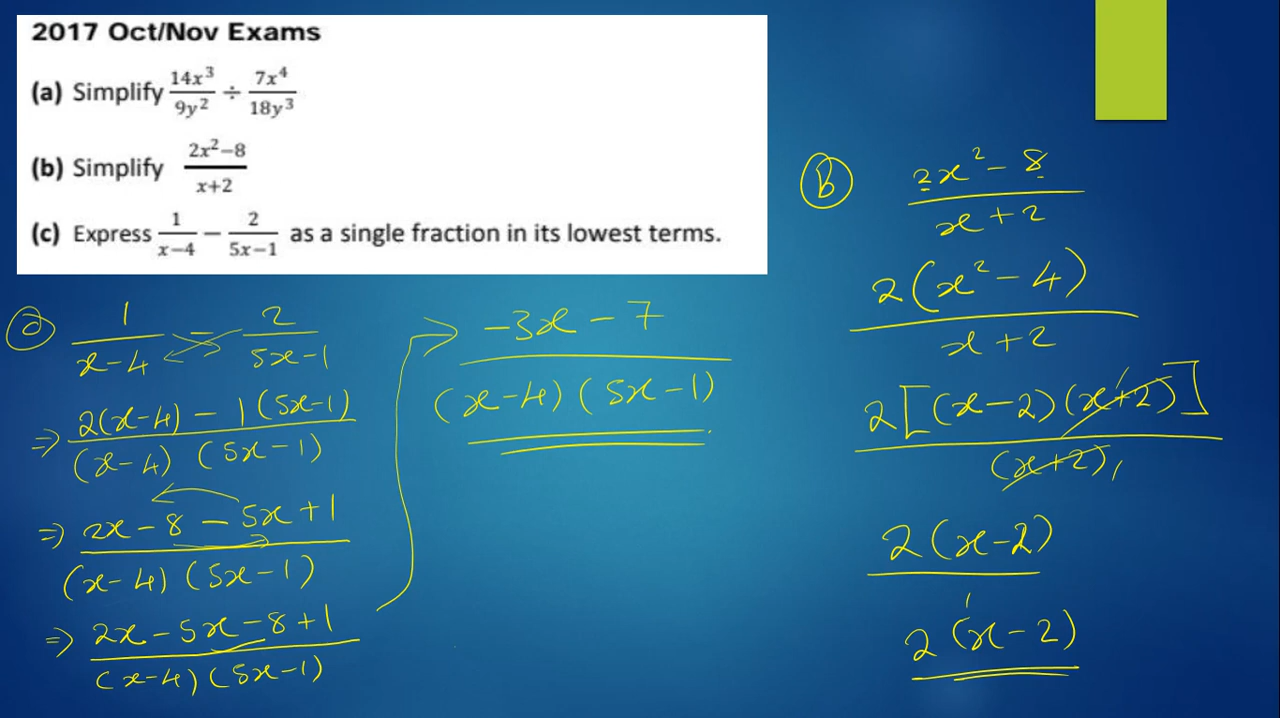 2017 Oct/Nov Exams
(a) Simplify 14x³/9y² ÷ 7x⁴/18y³
(b) Simplify 2x²−8/x+2
(c) Express 1/x−4 − 2/5x−1 as a single fraction in its lowest terms.
C 1/x-4 - 2/5x-1
=> 2(x-4) - 1(5x-1)/(x-4) (5x-1)
=> 2x-8-5x+1/(x-4) (5x-1)
=> 2x-5x-8+1/(x-4)(5x-1)
-3x-7/(x-4)(5x-1)
b 2x²-8/x+2
2(x²-4)/x+2
2[(x-2)(x+2)]/(x+2)
2(x-2)
2(x-2)